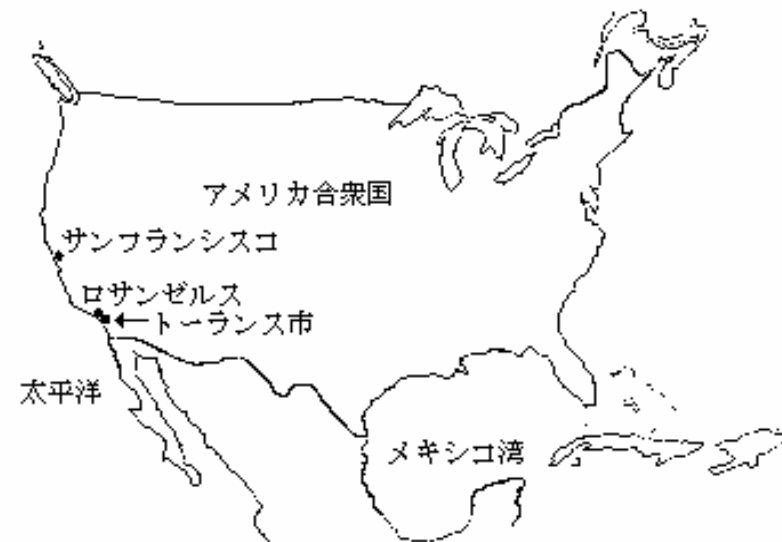 アメリカ合衆国
サンフランシスコ
ロサンゼルス
トーランス市
太平洋
メキシコ湾